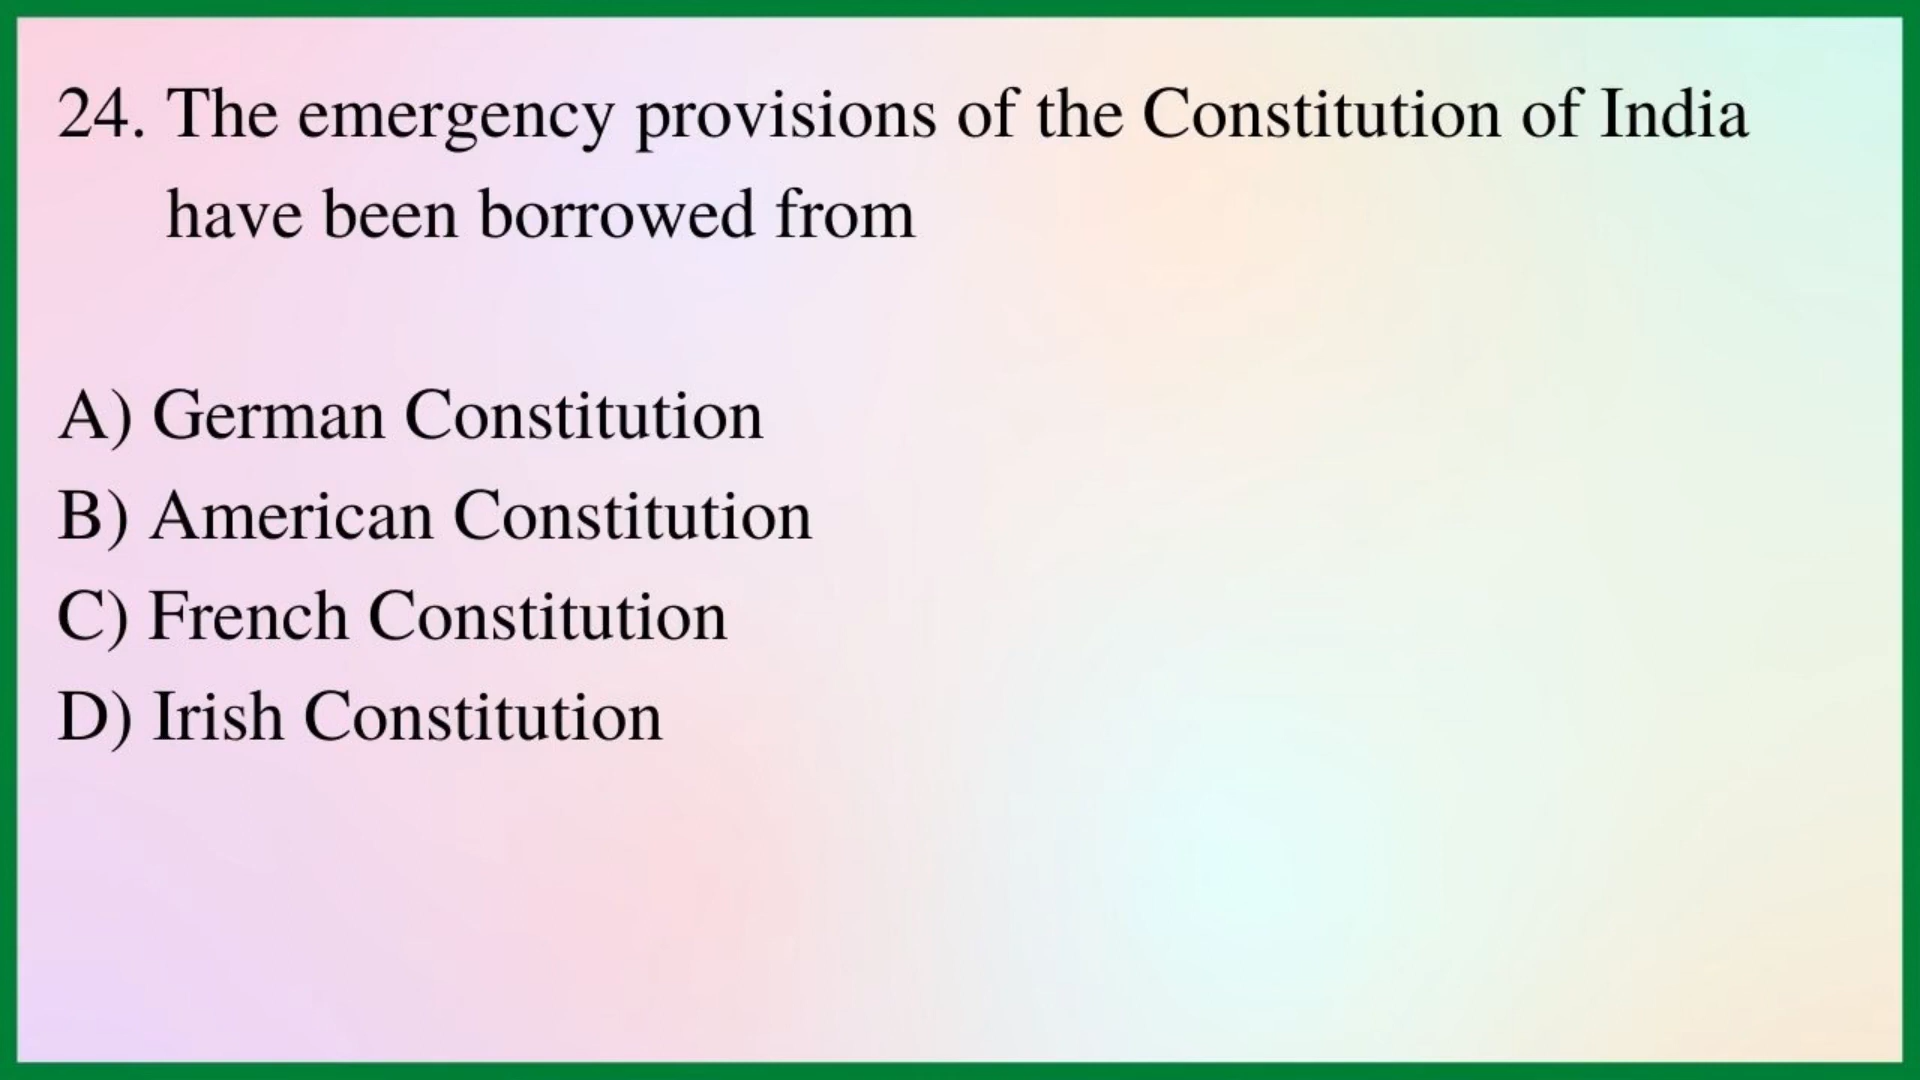 24. The emergency provisions of the Constitution of India
have been borrowed from
A) German Constitution
B) American Constitution
C) French Constitution
D) Irish Constitution